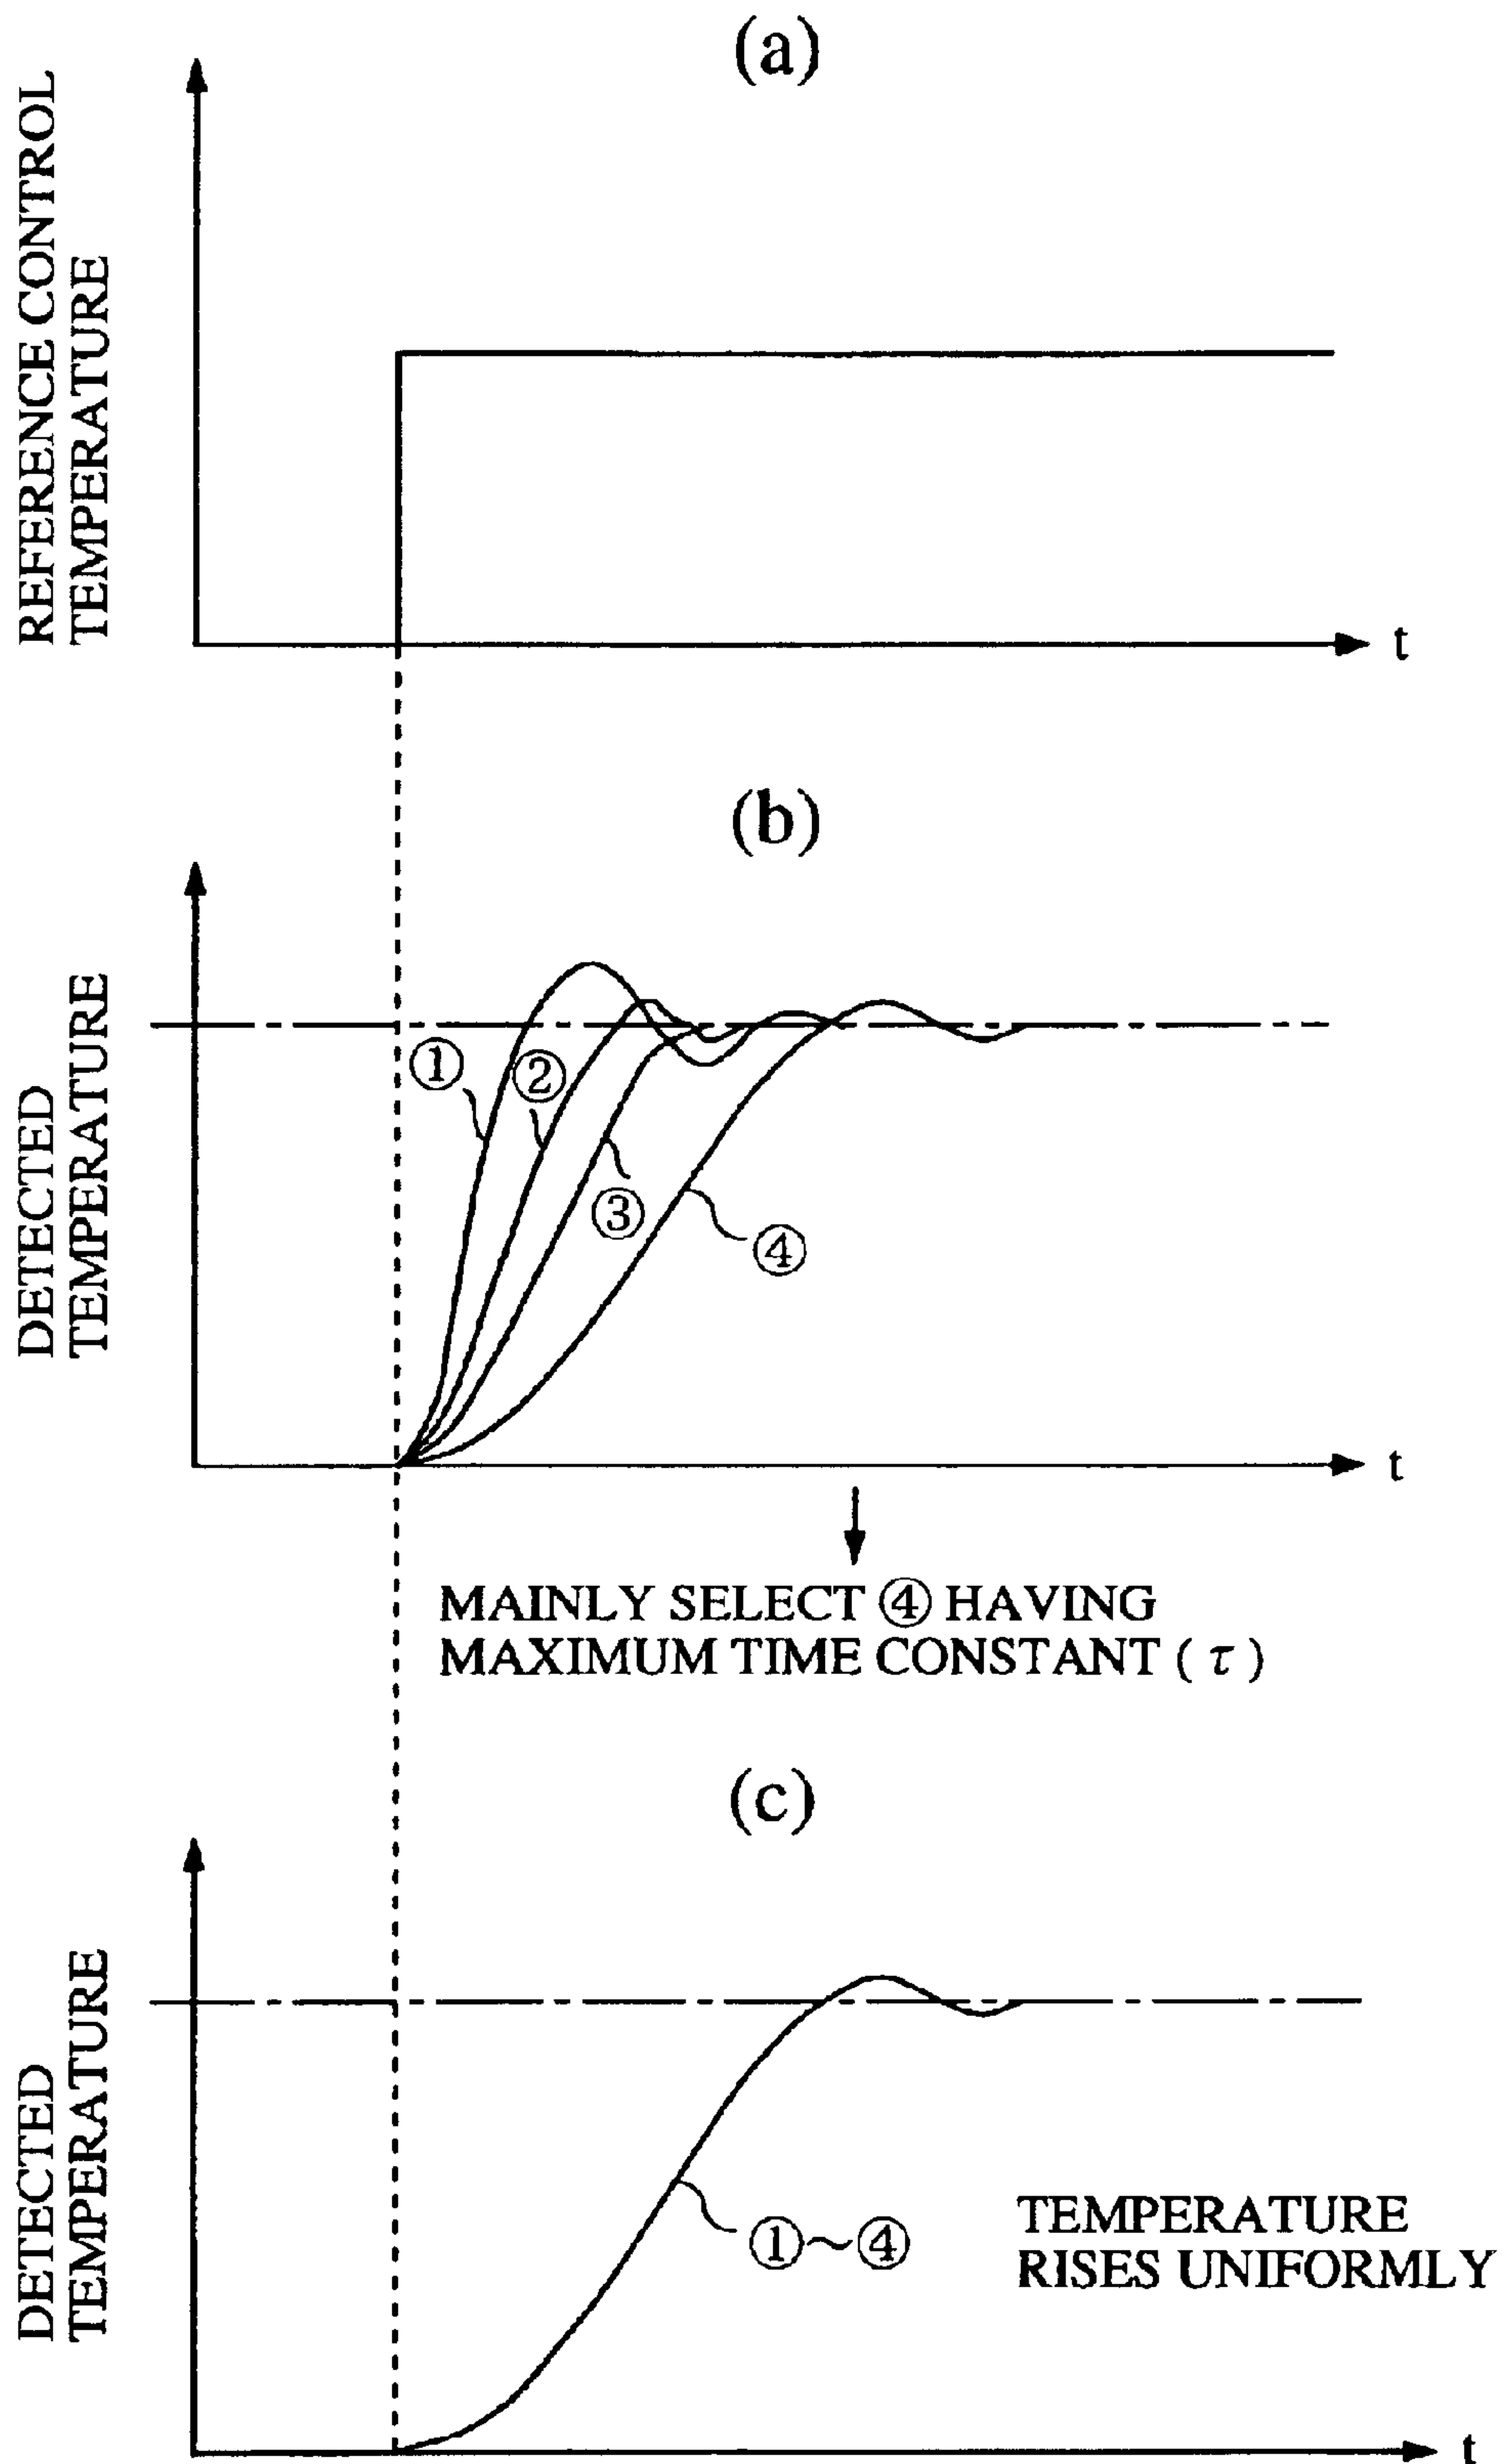 (a)
REFERENCE CONTROL
TEMPERATURE
t
(b)
DETECTED
TEMPERATURE
①
②
③
④
t
MAINLY SELECT ④ HAVING
MAXIMUM TIME CONSTANT ( τ )
(c)
DETECTED
TEMPERATURE
①～④
TEMPERATURE
RISES UNIFORMLY
t